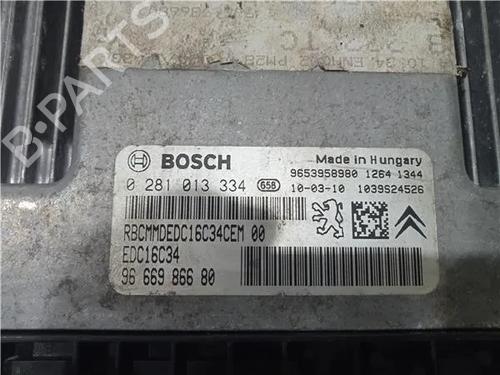 B-PARTS
BOSCH
Made in Hungary
9653958980 1264 1344
0 281 013 334 658 10-03-10 1039S24526
RBCMMDEDC16C34CEM 00
EDC16C34
96 669 866 80